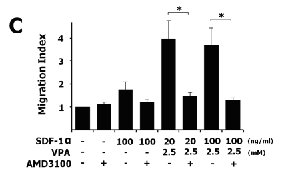 C
* *
Migration Index
4
3
2
1
SDF-1α - - 100 100 20 20 100 100 (ng/ml)
VPA - - - - 2.5 2.5 2.5 2.5 (mM)
AMD3100 - + - + - + - +